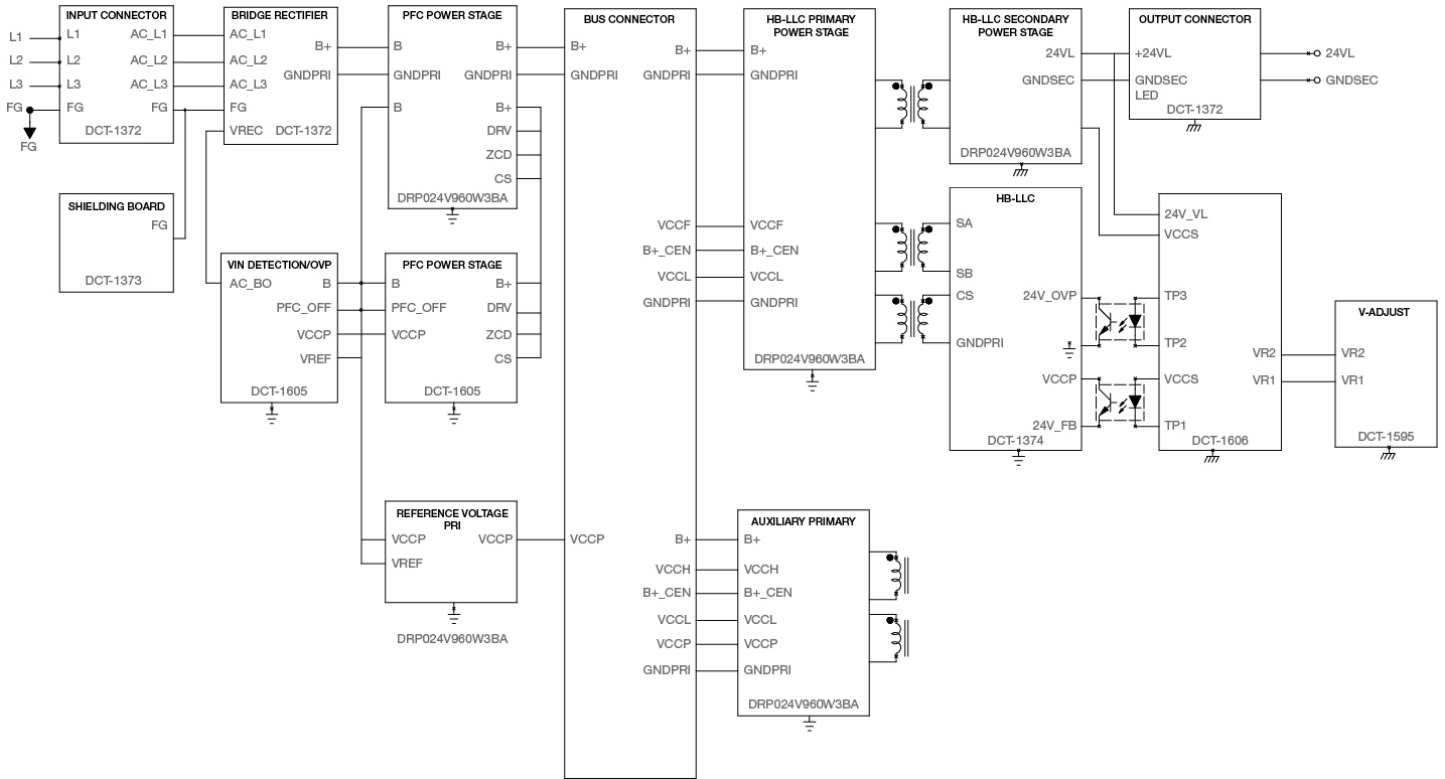 INPUT CONNECTOR
L1
L1
AC_L1
L2
L2
AC_L2
L3
L3
AC_L3
FG
FG
FG
DCT-1372
FG
BRIDGE RECTIFIER
AC_L1
B+
AC_L2
GNDPRI
AC_L3
FG
VREC
DCT-1372
PFC POWER STAGE
B
B+
GNDPRI
GNDPRI
B
B+
DRV
ZCD
CS
DRP024V960W3BA
SHIELDING BOARD
FG
DCT-1373
VIN DETECTION/OVP
AC_BO
B
PFC_OFF
VCCP
VREF
DCT-1605
PFC POWER STAGE
B
B+
PFC_OFF
DRV
VCCP
ZCD
CS
DCT-1605
REFERENCE VOLTAGE
PRI
VCCP
VCCP
VREF
DRP024V960W3BA
BUS CONNECTOR
B+
B+
GNDPRI
GNDPRI
VCCF
B+_CEN
VCCL
GNDPRI
VCCP
B+
VCCH
B+_CEN
VCCL
VCCP
GNDPRI
HB-LLC PRIMARY
POWER STAGE
B+
GNDPRI
VCCF
B+_CEN
VCCL
GNDPRI
DRP024V960W3BA
AUXILIARY PRIMARY
B+
VCCH
B+_CEN
VCCL
VCCP
GNDPRI
DRP024V960W3BA
HB-LLC SECONDARY
POWER STAGE
24VL
GNDSEC
DRP024V960W3BA
HB-LLC
SA
SB
CS
24V_OVP
GNDPRI
VCCP
24V_FB
DCT-1374
OUTPUT CONNECTOR
+24VL
GNDSEC
LED
DCT-1372
24VL
GNDSEC
24V_VL
VCCS
TP3
TP2
VR2
VCCS
VR1
TP1
DCT-1606
V-ADJUST
VR2
VR1
DCT-1595